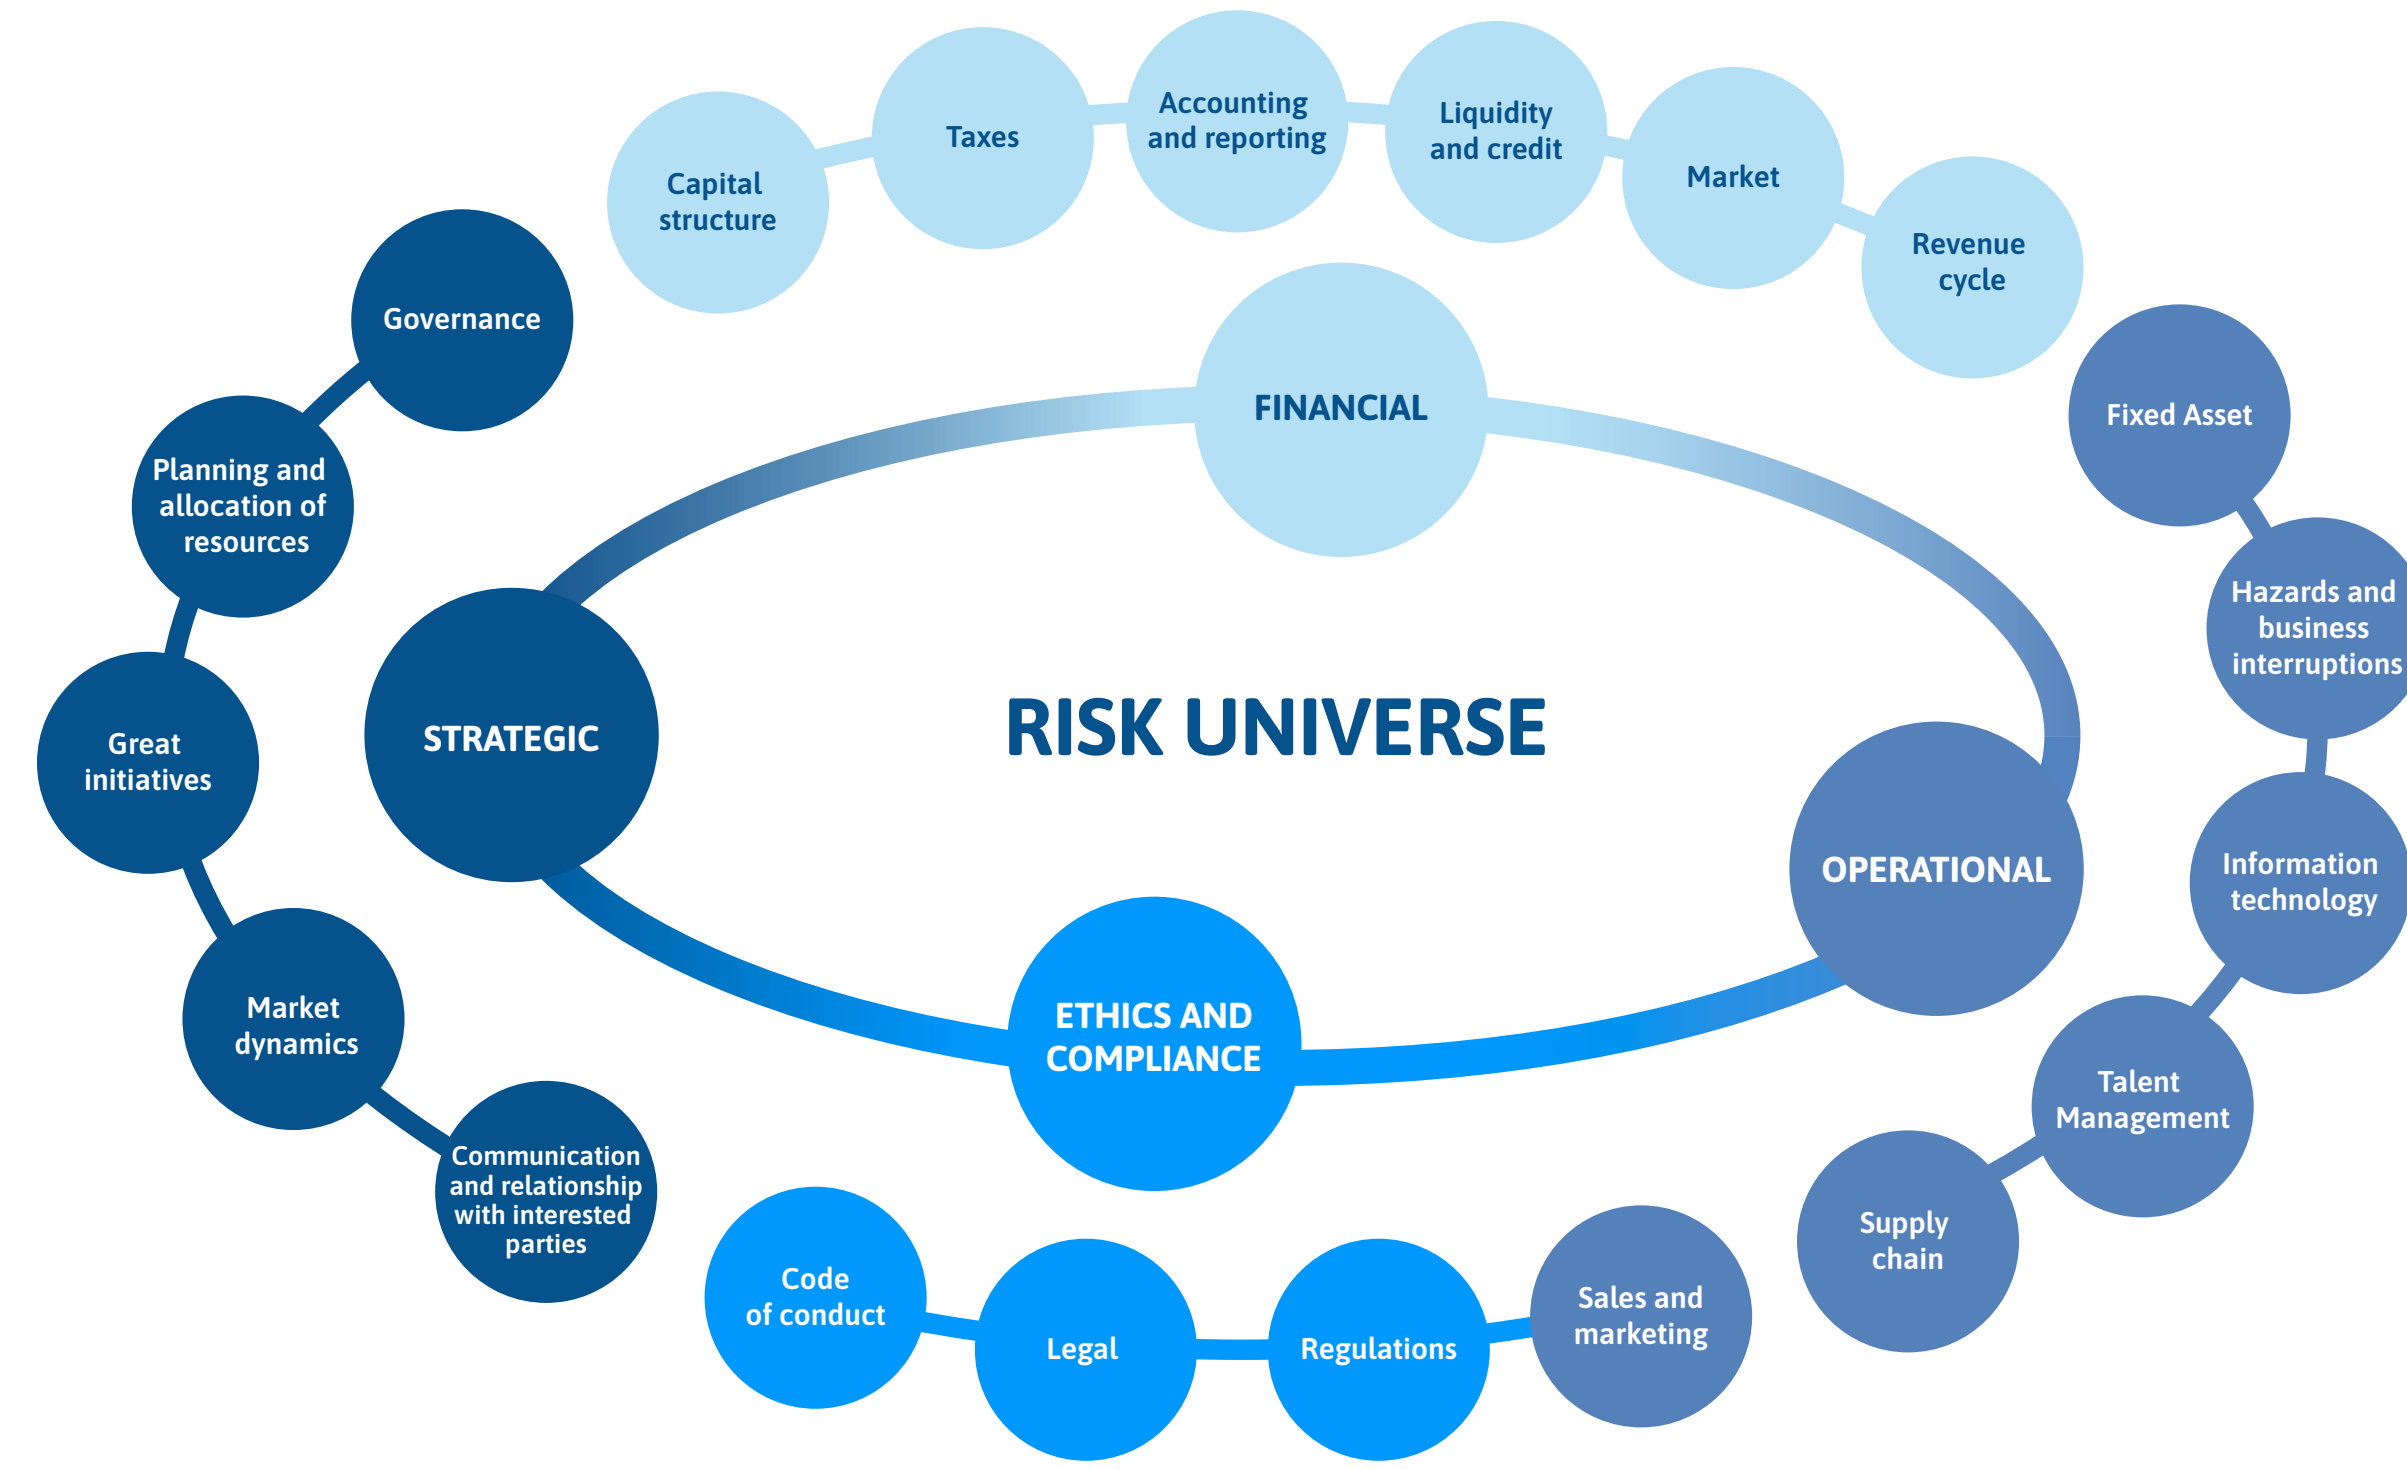 Capital
structure
Taxes
Accounting
and reporting
Liquidity
and credit
Market
Revenue
cycle
Governance
Planning and
allocation of
resources
Great
initiatives
Market
dynamics
Communication
and relationship
with interested
parties
FINANCIAL
STRATEGIC
RISK UNIVERSE
OPERATIONAL
ETHICS AND
COMPLIANCE
Fixed Asset
Hazards and
business
interruptions
Information
technology
Talent
Management
Supply
chain
Code
of conduct
Legal
Regulations
Sales and
marketing